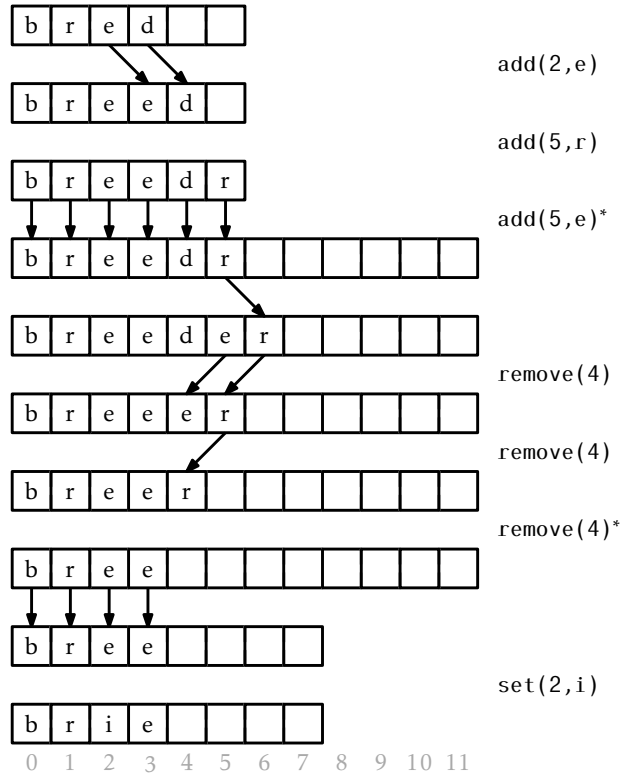 b r e d
add(2,e)
b r e e d
add(5,r)
b r e e d r
add(5,e)*
b r e e d r
b r e e d e r
remove(4)
b r e e e r
remove(4)
b r e e r
remove(4)*
b r e e
b r e e
set(2,i)
b r i e
0 1 2 3 4 5 6 7 8 9 10 11